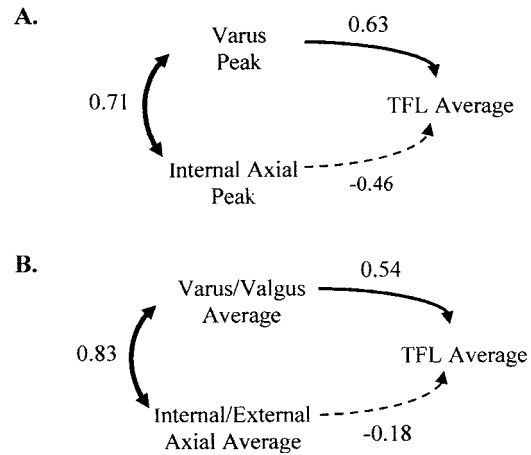 A.
Varus
Peak
0.63
0.71
TFL Average
Internal Axial
Peak
-0.46
B.
Varus/Valgus
Average
0.54
0.83
TFL Average
Internal/External
Axial Average
-0.18